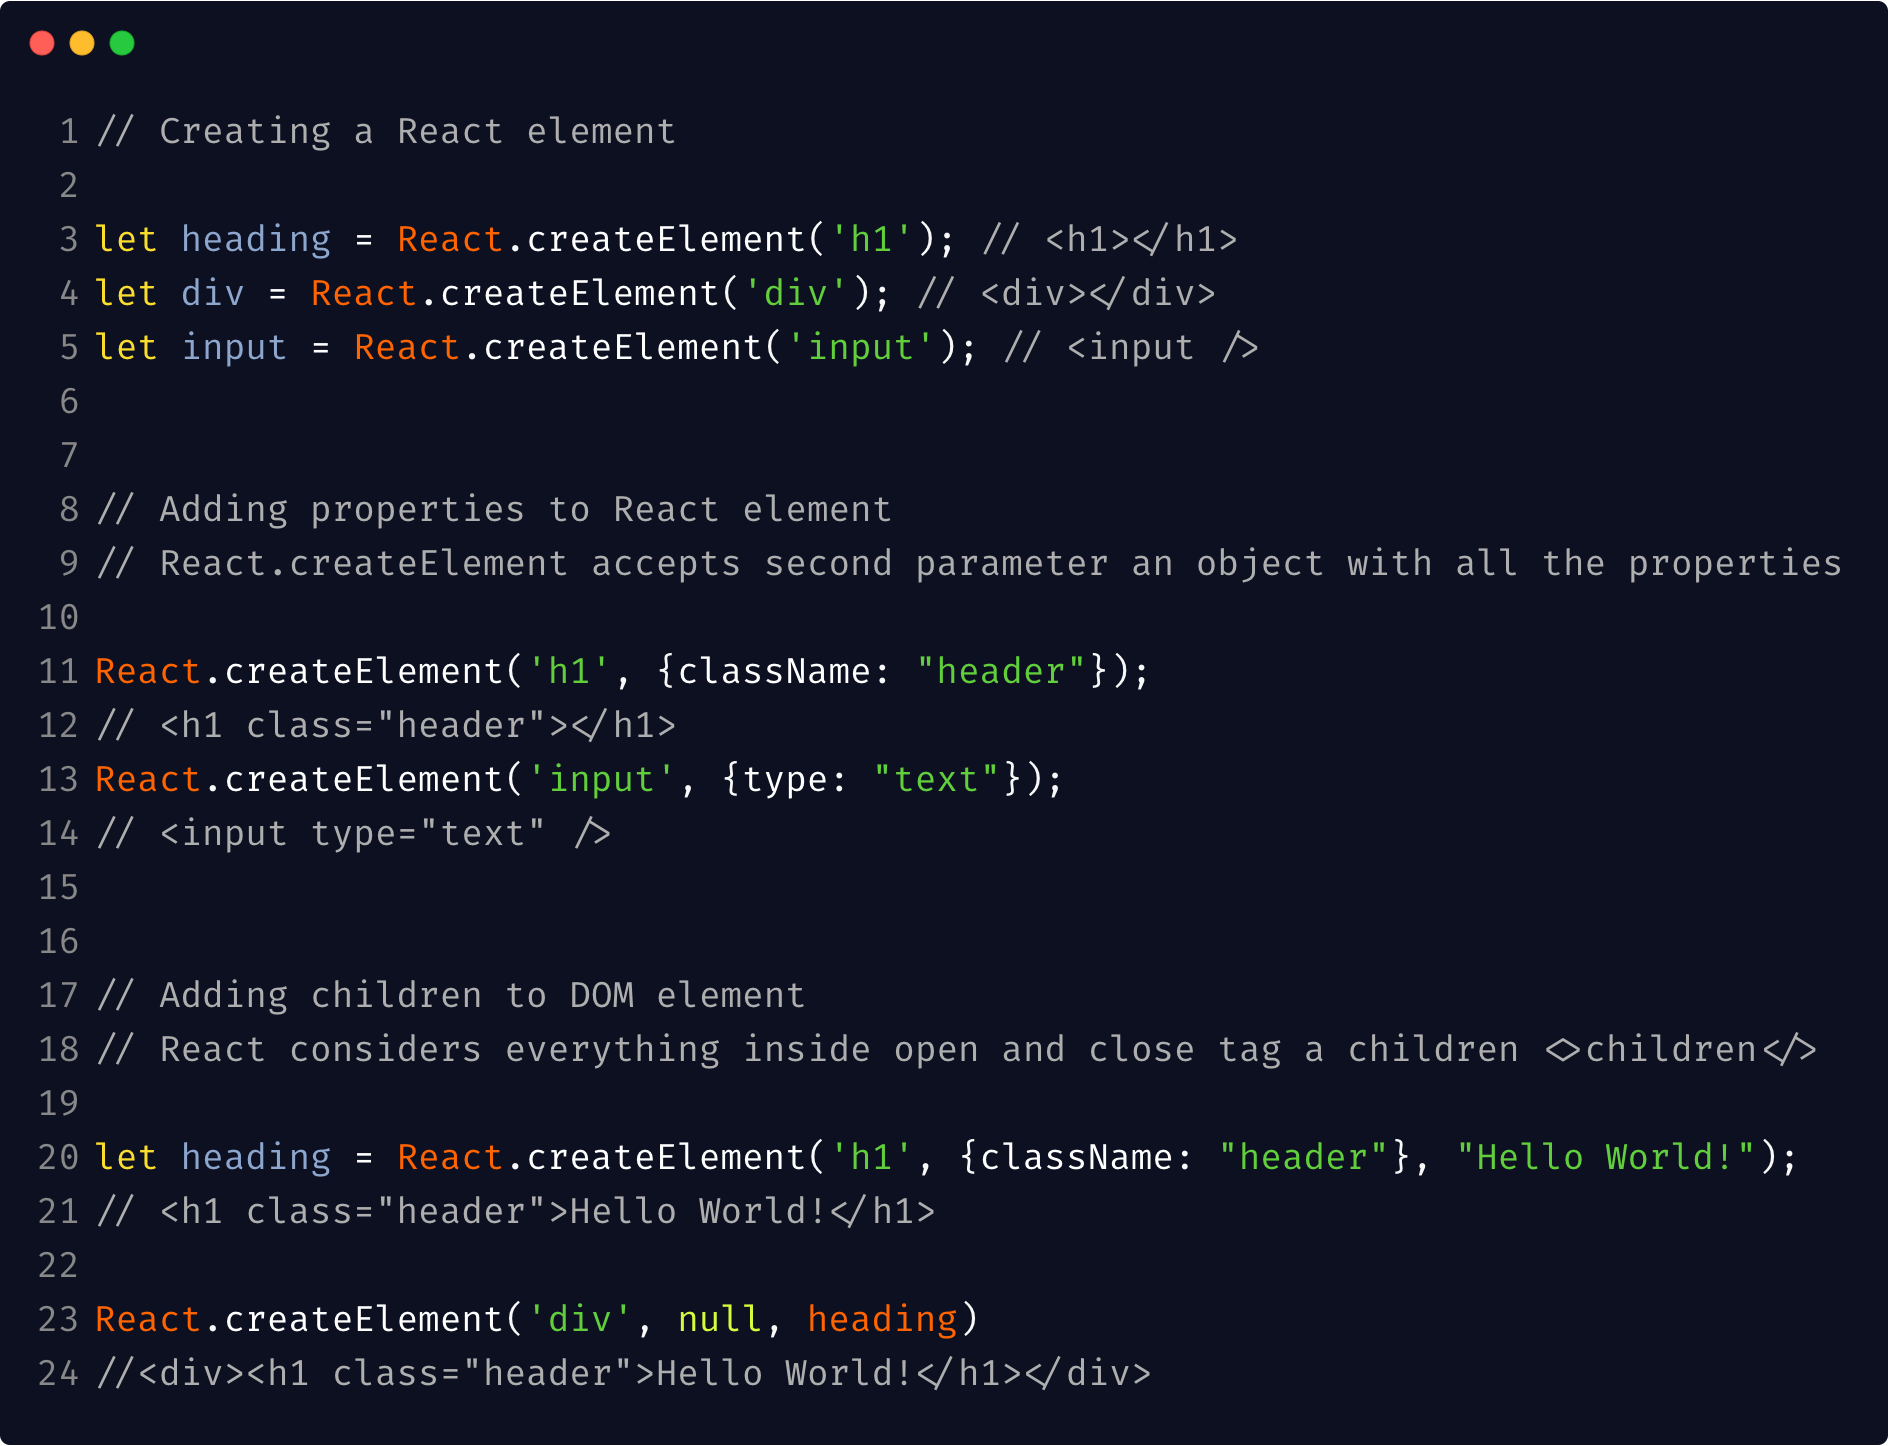 1 // Creating a React element
2
3 let heading = React.createElement('h1'); // <h1></h1>
4 let div = React.createElement('div'); // <div></div>
5 let input = React.createElement('input'); // <input />
6
7
8 // Adding properties to React element
9 // React.createElement accepts second parameter an object with all the properties
10
11 React.createElement('h1', {className: "header"});
12 // <h1 class="header"></h1>
13 React.createElement('input', {type: "text"});
14 // <input type="text" />
15
16
17 // Adding children to DOM element
18 // React considers everything inside open and close tag a children <>children</>
19
20 let heading = React.createElement('h1', {className: "header"}, "Hello World!");
21 // <h1 class="header">Hello World!</h1>
22
23 React.createElement('div', null, heading)
24 //<div><h1 class="header">Hello World!</h1></div>